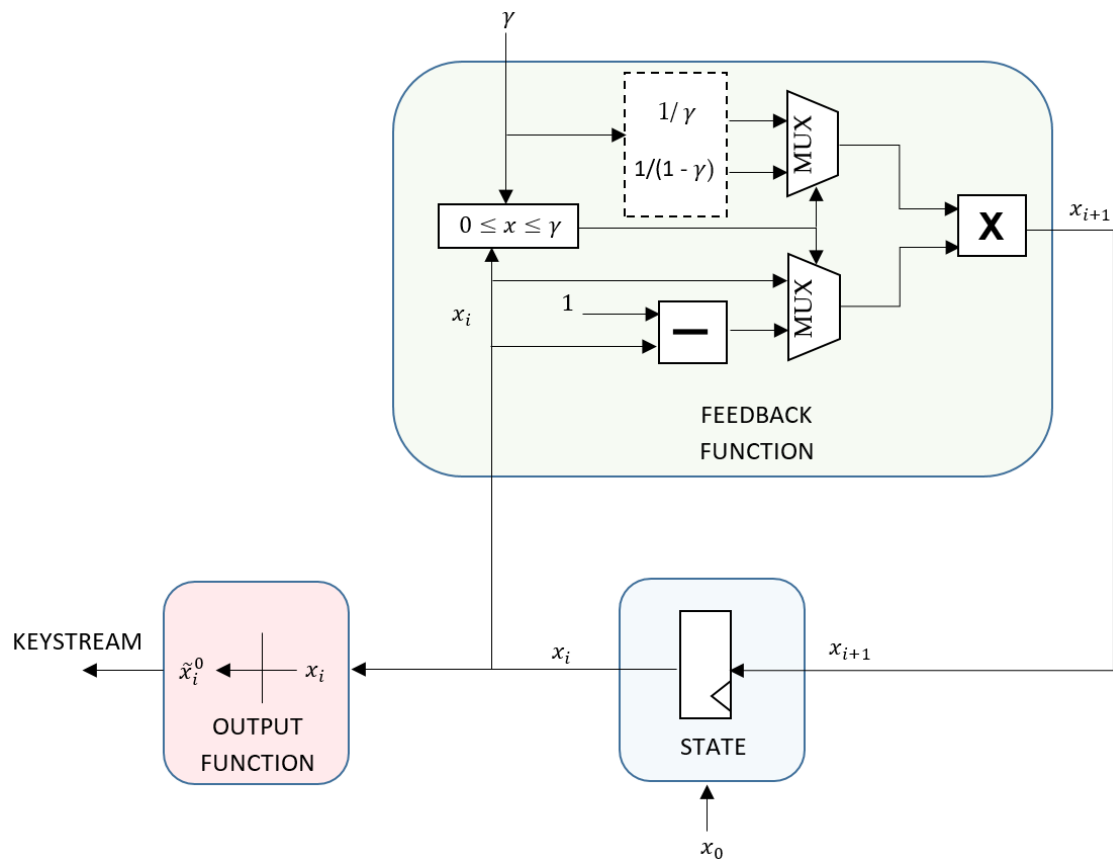 γ
1/ γ
MUX
1/(1 - γ)
0 ≤ x ≤ γ
X
x_{i+1}
x_i
1
—
MUX
FEEDBACK
FUNCTION
KEYSTREAM
x̃_i^0
x_i
OUTPUT
FUNCTION
x_i
x_{i+1}
STATE
x_0